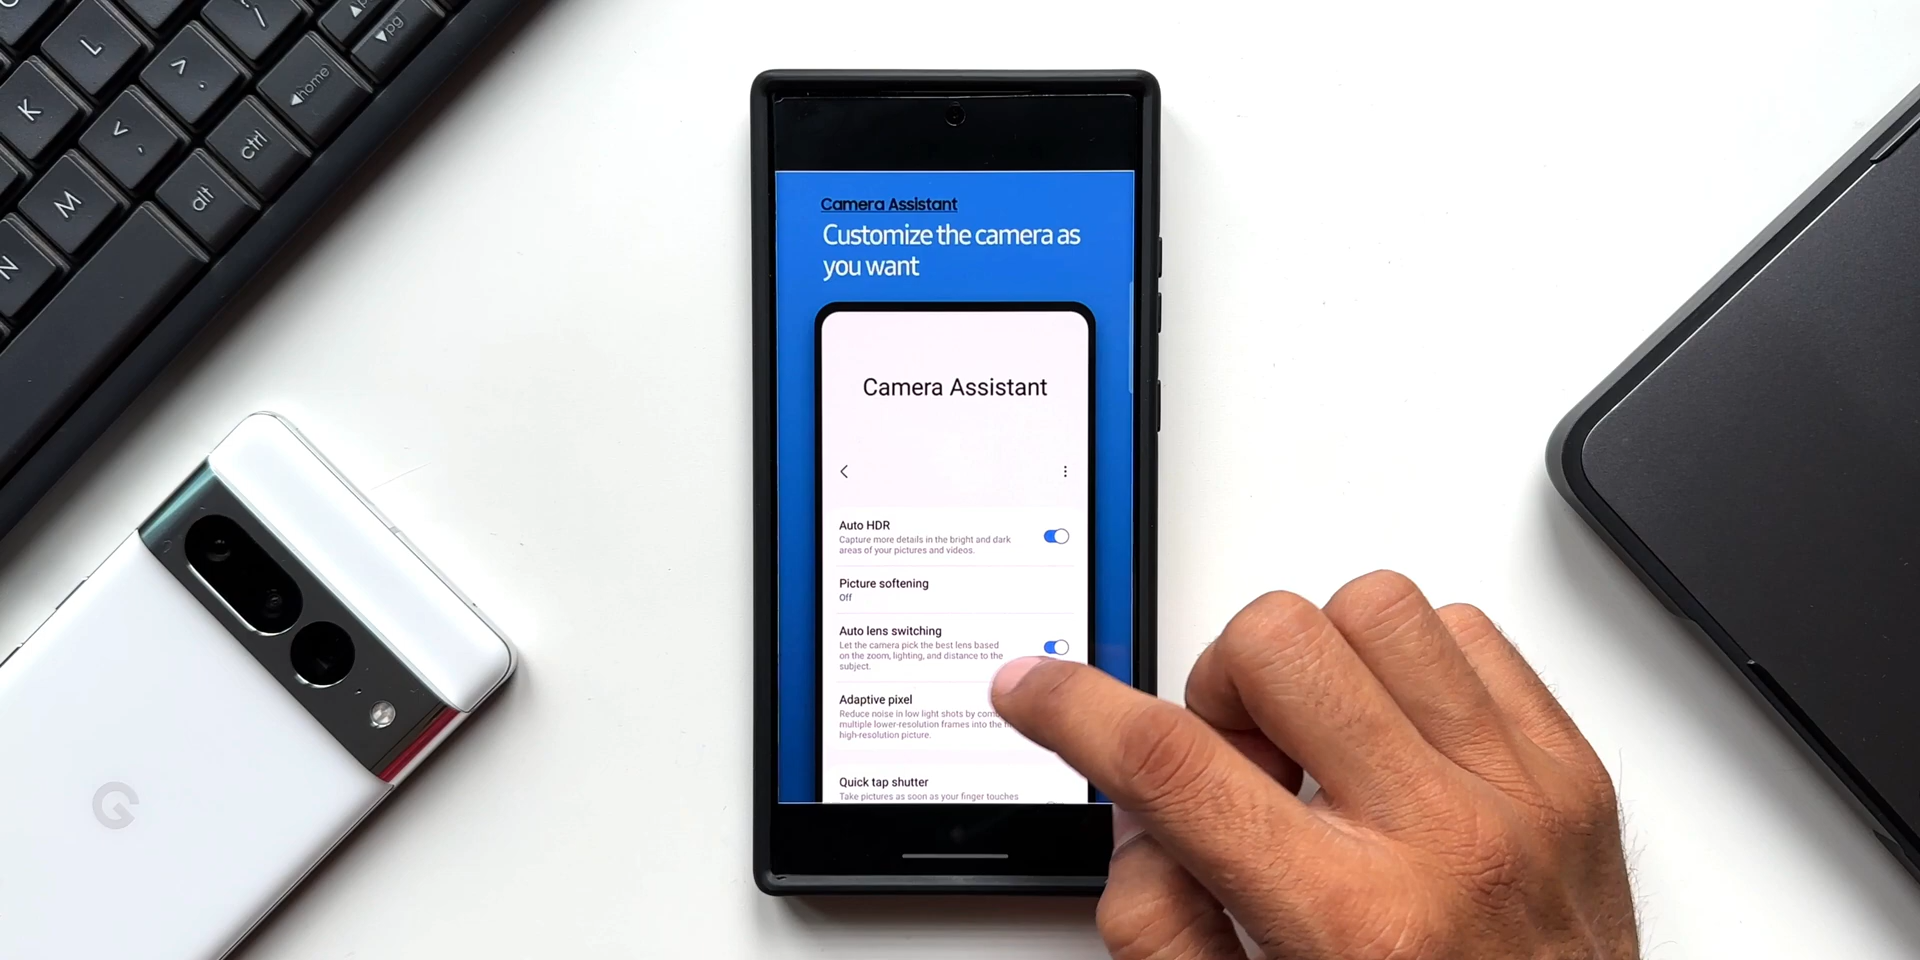 L
K
M
N
>
.
<
,
?
/
pg
pg
home
ctrl
alt
G
Camera Assistant
Customize the camera as
you want
Camera Assistant
Auto HDR
Capture more details in the bright and dark
areas of your pictures and videos.
Picture softening
Off
Auto lens switching
Let the camera pick the best lens based
on the zoom, lighting, and distance to the
subject.
Adaptive pixel
Reduce noise in low light shots by
multiple lower-resolution frames into the
high-resolution picture.
Quick tap shutter
Take pictures as soon as your finger touches